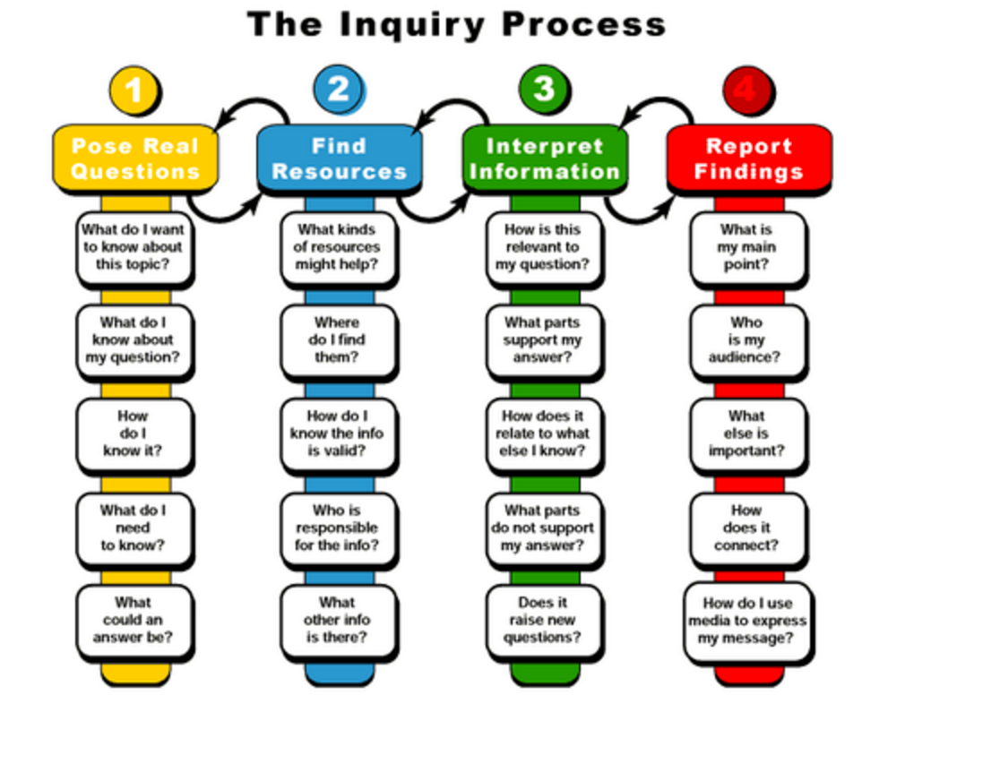 The Inquiry Process
1
Pose Real
Questions
What do I want
to know about
this topic?
What do I
know about
my question?
How
do I
know it?
What do I
need
to know?
What
could an
answer be?
2
Find
Resources
What kinds
of resources
might help?
Where
do I find
them?
How do I
know the info
is valid?
Who is
responsible
for the info?
What
other info
is there?
3
Interpret
Information
How is this
relevant to
my question?
What parts
support my
answer?
How does it
relate to what
else I know?
What parts
do not support
my answer?
Does it
raise new
questions?
4
Report
Findings
What is
my main
point?
Who
is my
audience?
What
else is
important?
How
does it
connect?
How do I use
media to express
my message?